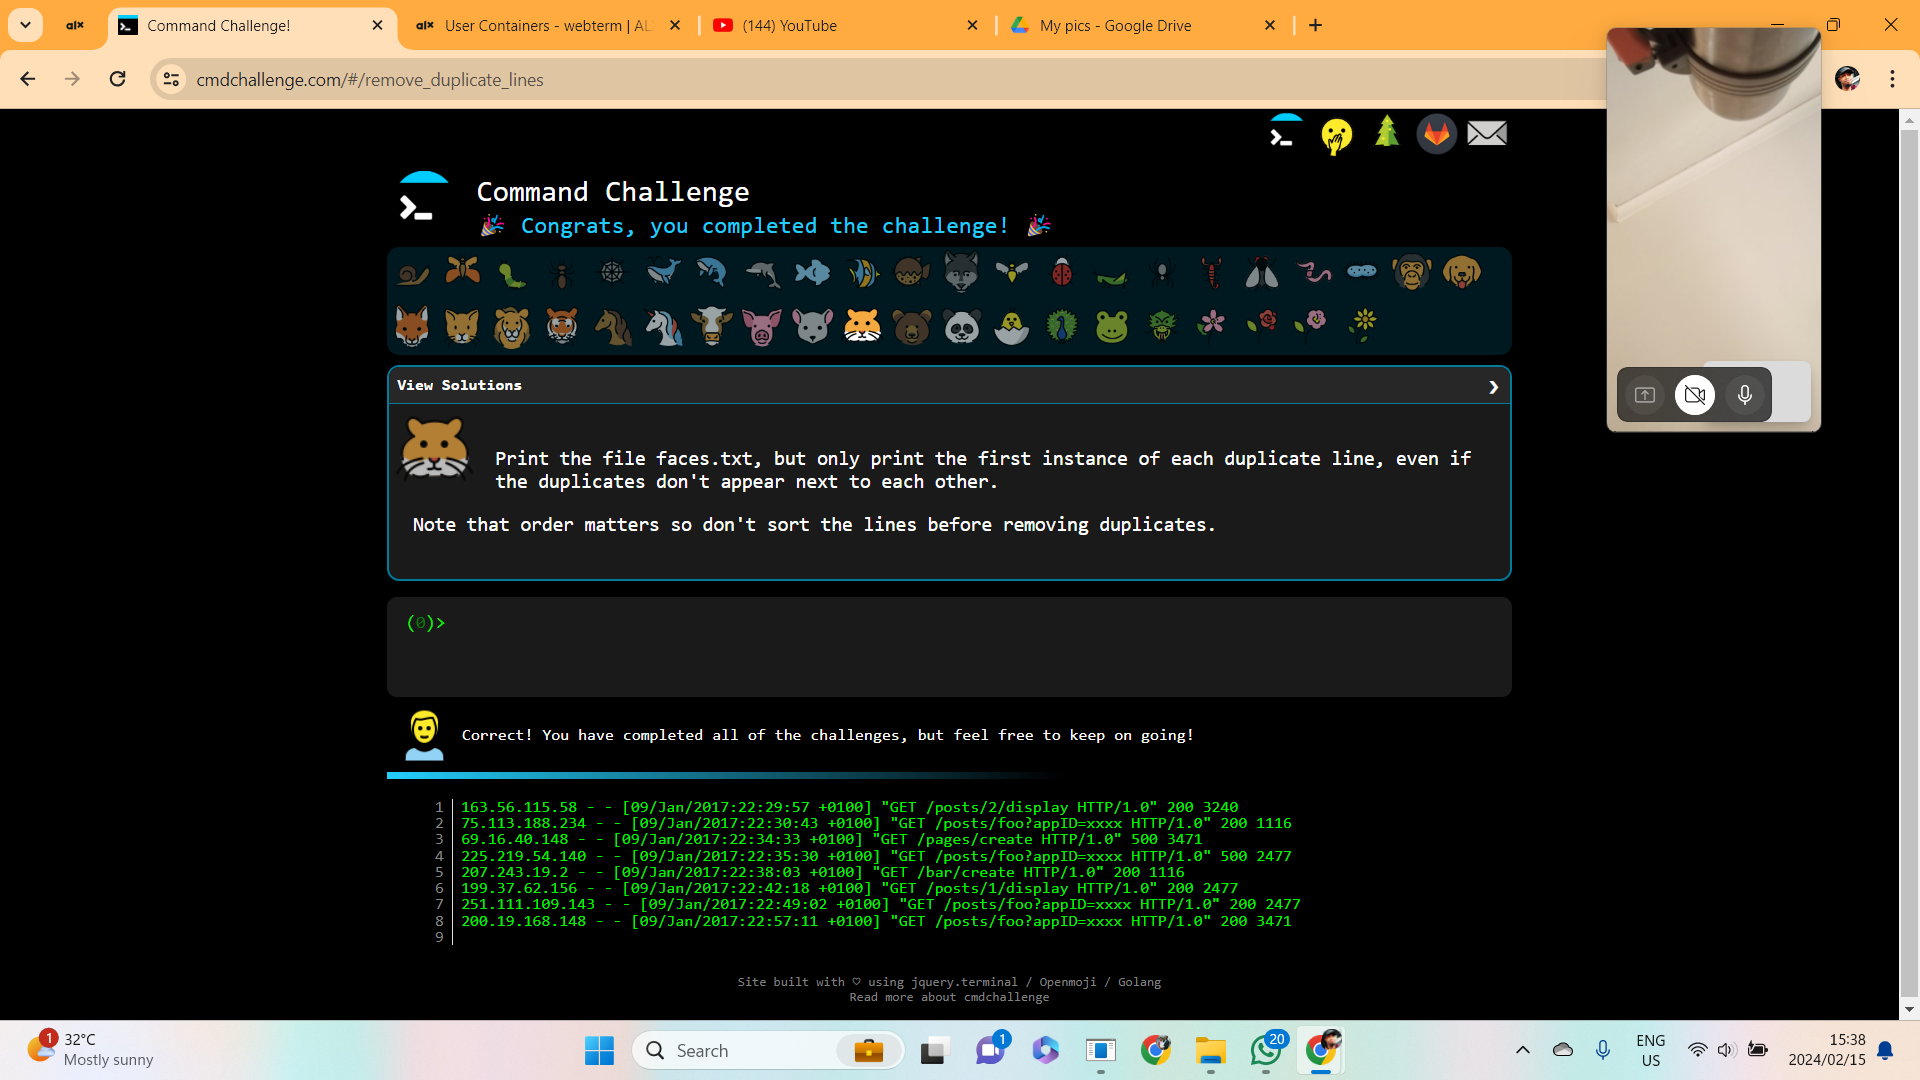 Command Challenge!
User Containers - webterm | AL
(144) YouTube
My pics - Google Drive
cmdchallenge.com/#/remove_duplicate_lines
Command Challenge
Congrats, you completed the challenge!
View Solutions
Print the file faces.txt, but only print the first instance of each duplicate line, even if
the duplicates don't appear next to each other.
Note that order matters so don't sort the lines before removing duplicates.
(0)>
Correct! You have completed all of the challenges, but feel free to keep on going!
1 163.56.115.58 - - [09/Jan/2017:22:29:57 +0100] "GET /posts/2/display HTTP/1.0" 200 3240
2 75.113.188.234 - - [09/Jan/2017:22:30:43 +0100] "GET /posts/foo?appID=xxxx HTTP/1.0" 200 1116
3 69.16.40.148 - - [09/Jan/2017:22:34:33 +0100] "GET /pages/create HTTP/1.0" 500 3471
4 225.219.54.140 - - [09/Jan/2017:22:35:30 +0100] "GET /posts/foo?appID=xxxx HTTP/1.0" 500 2477
5 207.243.19.2 - - [09/Jan/2017:22:38:03 +0100] "GET /bar/create HTTP/1.0" 200 1116
6 199.37.62.156 - - [09/Jan/2017:22:42:18 +0100] "GET /posts/1/display HTTP/1.0" 200 2477
7 251.111.109.143 - - [09/Jan/2017:22:49:02 +0100] "GET /posts/foo?appID=xxxx HTTP/1.0" 200 2477
8 200.19.168.148 - - [09/Jan/2017:22:57:11 +0100] "GET /posts/foo?appID=xxxx HTTP/1.0" 200 3471
9
Site built with ♡ using jquery.terminal / Openmoji / Golang
Read more about cmdchallenge
1
32°C
Mostly sunny
Search
1
20
ENG
US
15:38
2024/02/15